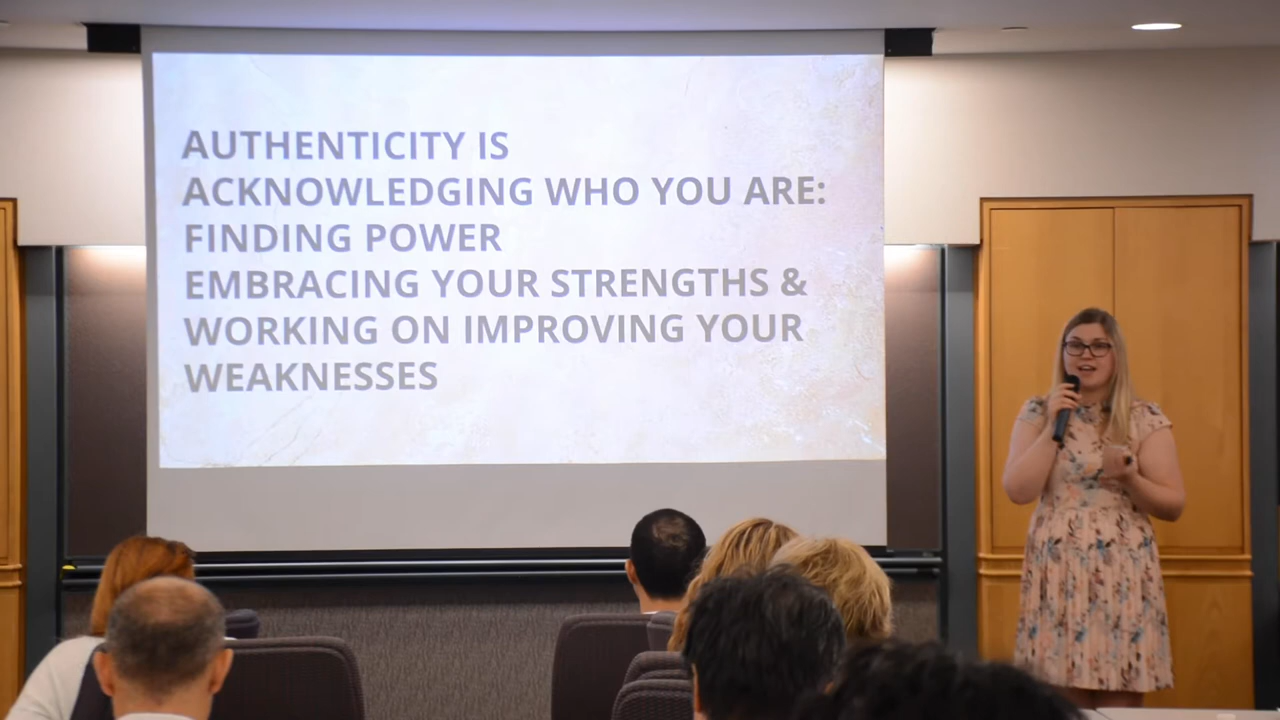 AUTHENTICITY IS
ACKNOWLEDGING WHO YOU ARE:
FINDING POWER
EMBRACING YOUR STRENGTHS &
WORKING ON IMPROVING YOUR
WEAKNESSES